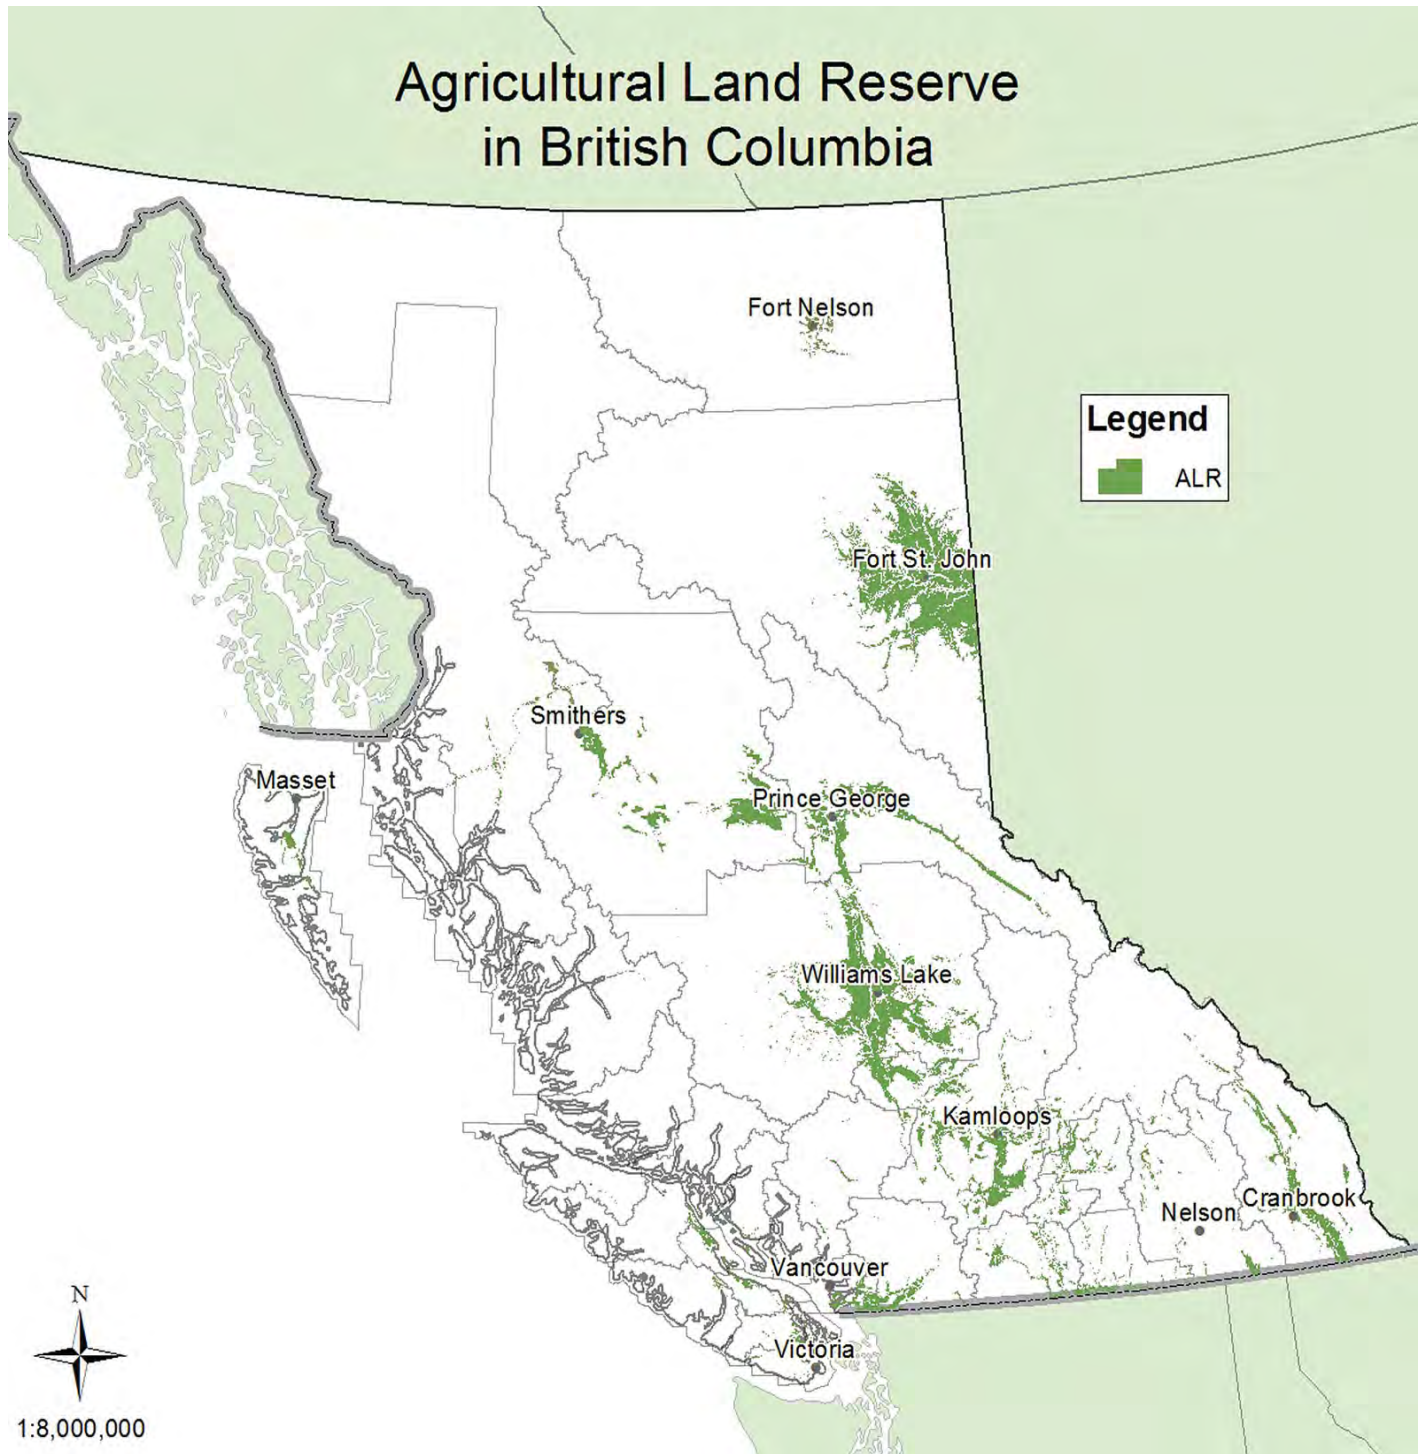 Agricultural Land Reserve
in British Columbia
Fort Nelson
Legend
ALR
Fort St. John
Smithers
Masset
Prince George
Williams Lake
Kamloops
Nelson
Cranbrook
Vancouver
N
Victoria
1:8,000,000